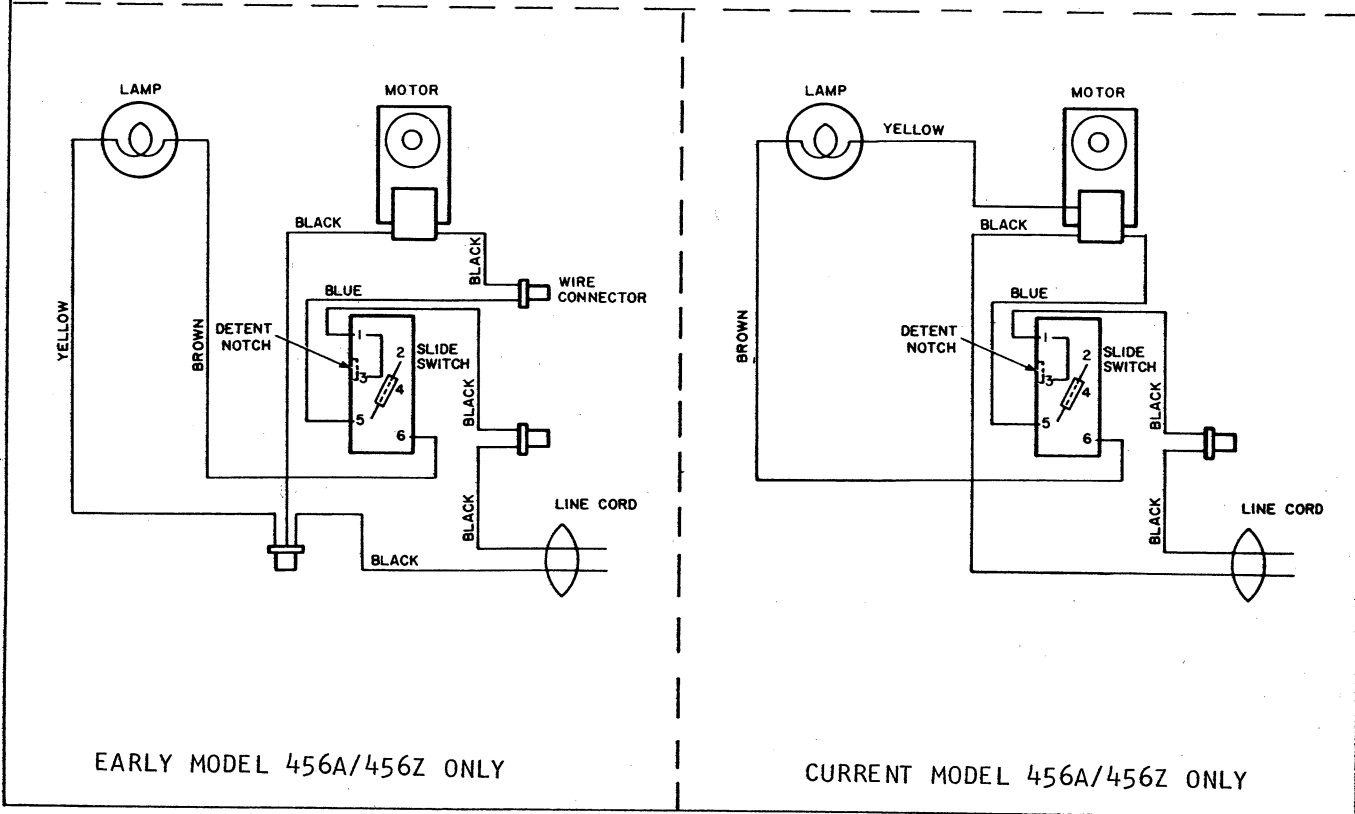 LAMP
MOTOR
BLACK
BLACK
WIRE
CONNECTOR
BLUE
YELLOW
BROWN
DETENT
NOTCH
1
2
3
4
5
6
SLIDE
SWITCH
BLACK
BLACK
LINE CORD
BLACK
EARLY MODEL 456A/456Z ONLY
LAMP
MOTOR
YELLOW
BLACK
BLUE
BROWN
DETENT
NOTCH
1
2
3
4
5
6
SLIDE
SWITCH
BLACK
BLACK
LINE CORD
CURRENT MODEL 456A/456Z ONLY